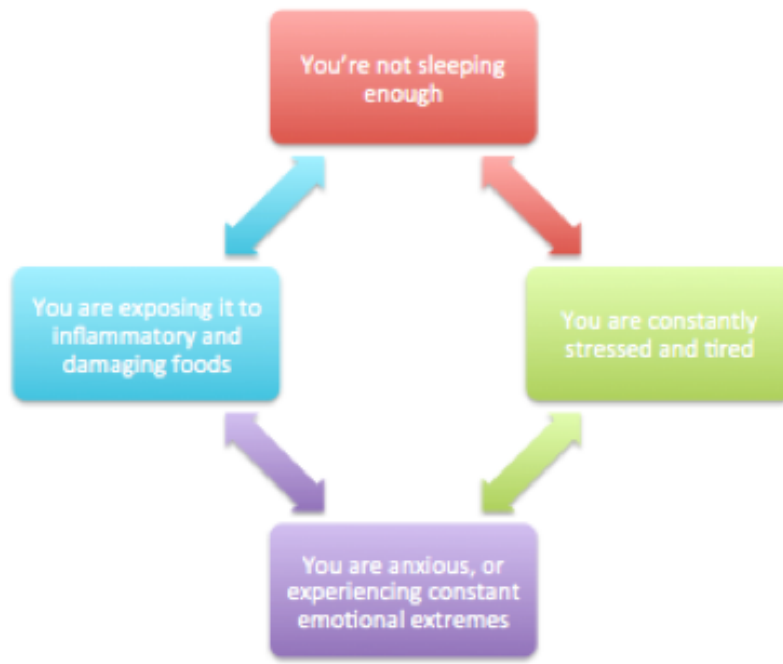 You're not sleeping
enough
You are exposing it to
inflammatory and
damaging foods
You are constantly
stressed and tired
You are anxious, or
experiencing constant
emotional extremes